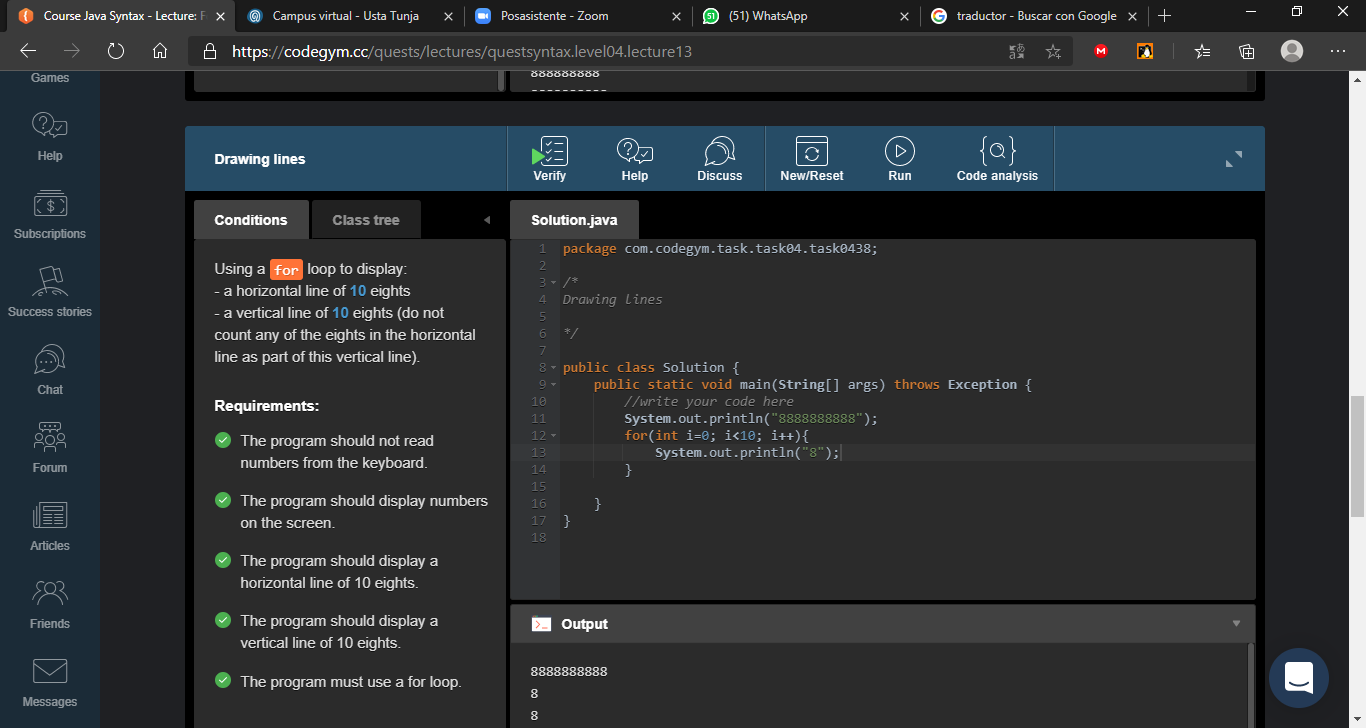 Course Java Syntax - Lecture: F
Campus virtual - Usta Tunja
Posasistente - Zoom
51
(51) WhatsApp
traductor - Buscar con Google
https://codegym.cc/quests/lectures/questsyntax.level04.lecture13
Games
Help
Subscriptions
Success stories
Chat
Forum
Articles
Friends
Messages
Drawing lines
Verify
Help
Discuss
New/Reset
Run
Code analysis
Conditions
Class tree
Using a for loop to display:
- a horizontal line of 10 eights
- a vertical line of 10 eights (do not
count any of the eights in the horizontal
line as part of this vertical line).
Requirements:
The program should not read
numbers from the keyboard.
The program should display numbers
on the screen.
The program should display a
horizontal line of 10 eights.
The program should display a
vertical line of 10 eights.
The program must use a for loop.
Solution.java
1 package com.codegym.task.task04.task0438;
2
3 /*
4 Drawing lines
5
6 */
7
8 public class Solution {
9 public static void main(String[] args) throws Exception {
10 //write your code here
11 System.out.println("8888888888");
12 for(int i=0; i<10; i++){
13 System.out.println("8");
14 }
15
16 }
17 }
18
Output
8888888888
8
8